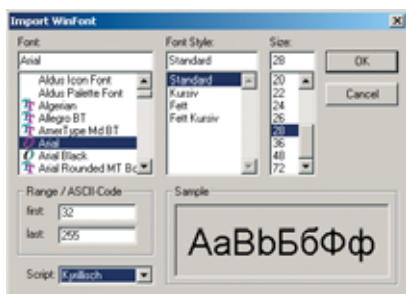 Import WinFont
Font:
Arial
Aldus Icon Font
Aldus Palette Font
Algerian
Allegro BT
AmerType Md BT
Arial
Arial Black
Arial Rounded MT Bc
Font Style:
Standard
Standard
Kursiv
Fett
Fett Kursiv
Size:
28
20
22
24
26
28
36
48
72
OK
Cancel
Range / ASCII-Code
first: 32
last: 255
Script: Kyrillisch
Sample
АаВbБбФф